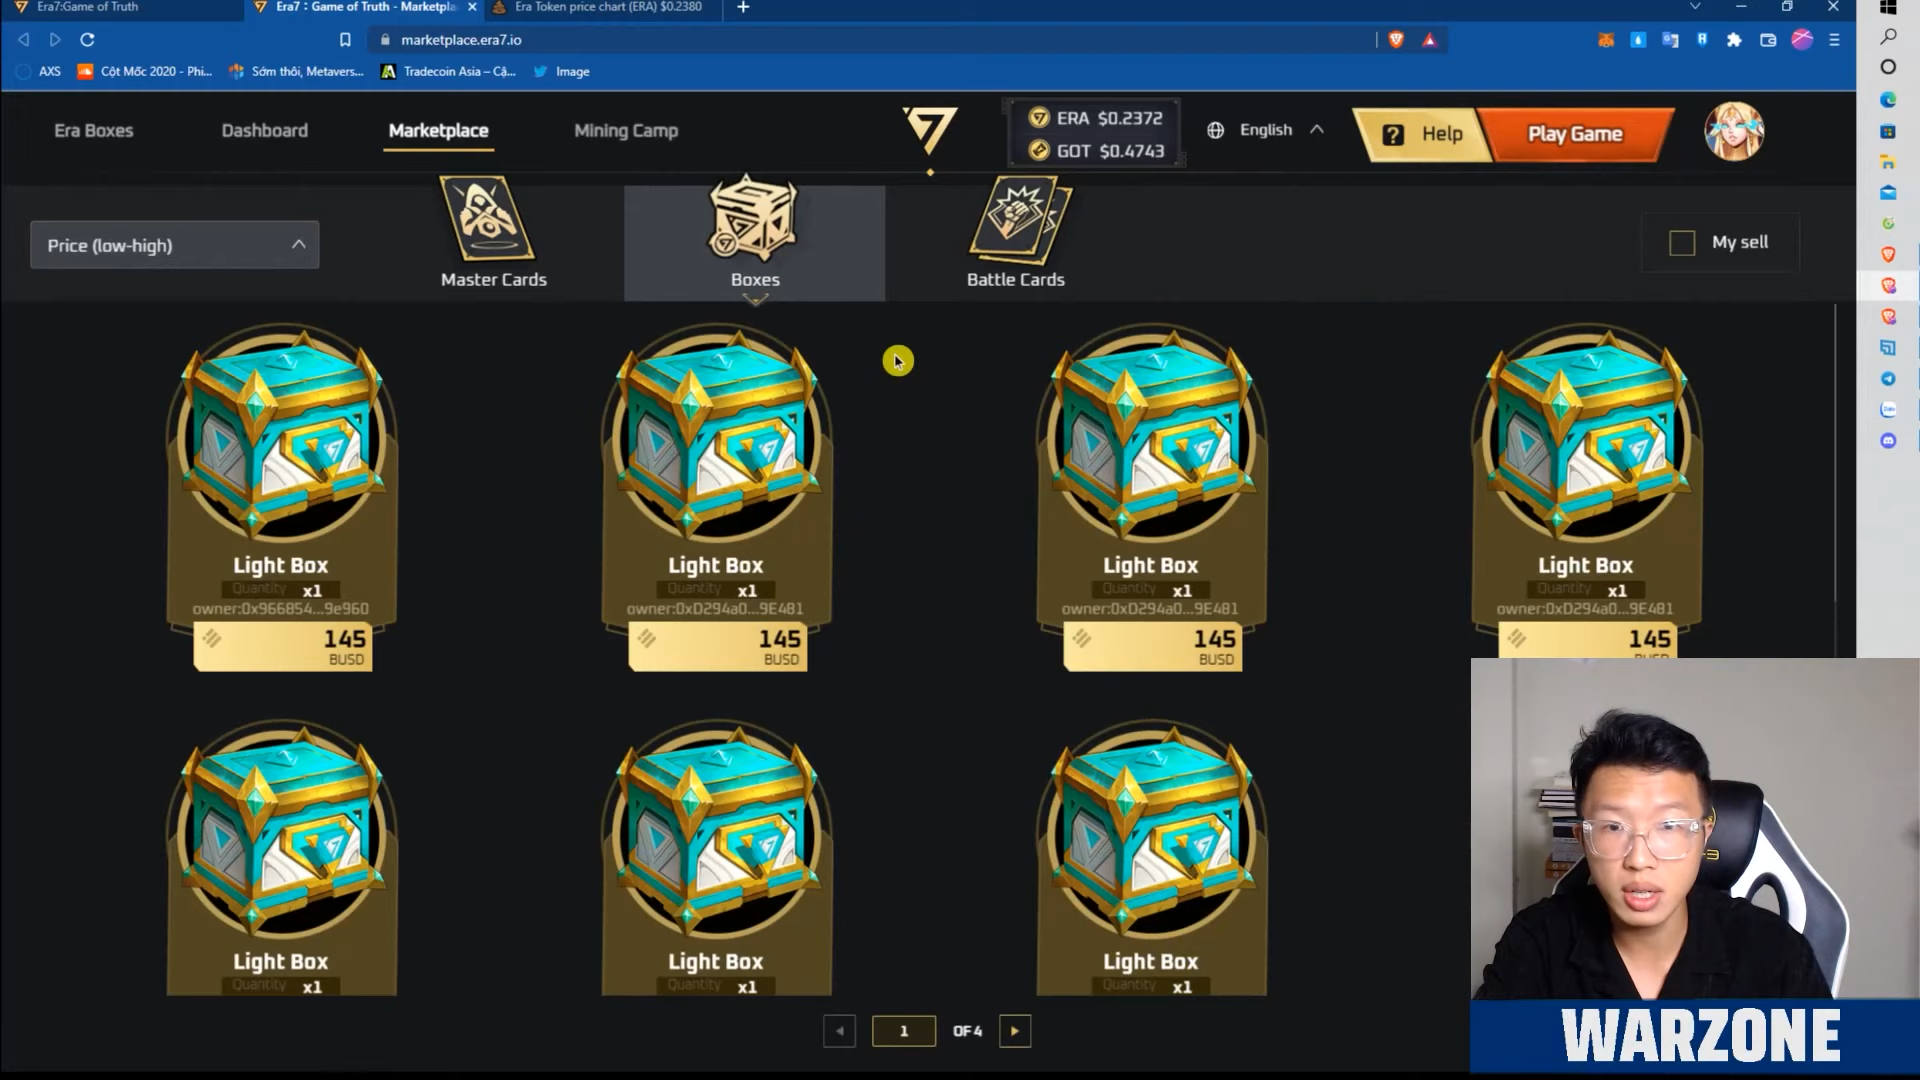 Era7:Game of Truth
Era7 : Game of Truth - Marketpla
Era Token price chart (ERA) $0.2380
marketplace.era7.io
AXS
Cột Mốc 2020 - Phi...
Sớm thôi, Metavers...
Tradecoin Asia – Cậ...
Image
Era Boxes
Dashboard
Marketplace
Mining Camp
ERA $0.2372
GOT $0.4743
English
Help
Play Game
Price (low-high)
Master Cards
Boxes
Battle Cards
My sell
Light Box
Quantity x1
owner:0x966854...9e960
145
BUSD
Light Box
Quantity x1
owner:0xD294a0...9E481
145
BUSD
Light Box
Quantity x1
owner:0xD294a0...9E481
145
BUSD
Light Box
Quantity x1
owner:0xD294a0...9E481
145
BUSD
Light Box
Quantity x1
Light Box
Quantity x1
Light Box
Quantity x1
1 OF 4
WARZONE